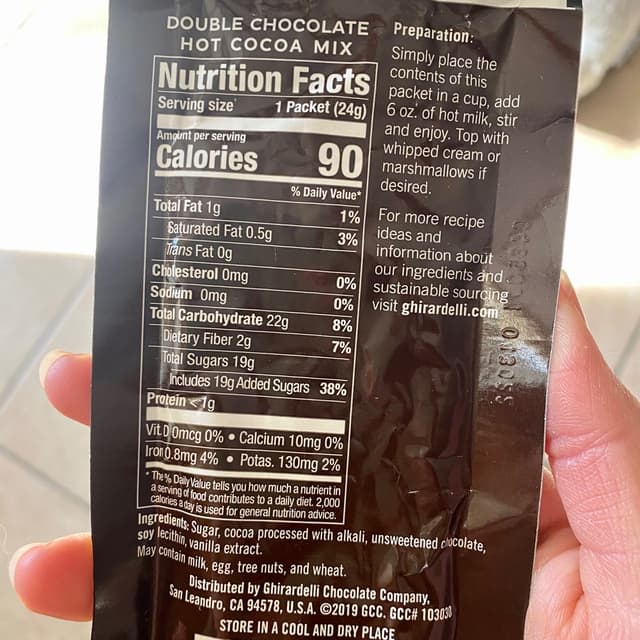 DOUBLE CHOCOLATE
HOT COCOA MIX
Nutrition Facts
Serving size 1 Packet (24g)
Amount per serving
Calories 90
% Daily Value*
Total Fat 1g 1%
Saturated Fat 0.5g 3%
Trans Fat 0g
Cholesterol 0mg 0%
Sodium 0mg 0%
Total Carbohydrate 22g 8%
Dietary Fiber 2g 7%
Total Sugars 19g
Includes 19g Added Sugars 38%
Protein <1g
Vit.D 0mcg 0% • Calcium 10mg 0%
Iron 0.8mg 4% • Potas. 130mg 2%
* The % Daily Value tells you how much a nutrient in
a serving of food contributes to a daily diet. 2,000
calories a day is used for general nutrition advice.
Ingredients: Sugar, cocoa processed with alkali, unsweetened chocolate,
soy lecithin, vanilla extract.
May contain milk, egg, tree nuts, and wheat.
Distributed by Ghirardelli Chocolate Company,
San Leandro, CA 94578, U.S.A. ©2019 GCC. GCC# 103030
STORE IN A COOL AND DRY PLACE
Preparation:
Simply place the
contents of this
packet in a cup, add
6 oz. of hot milk, stir
and enjoy. Top with
whipped cream or
marshmallows if
desired.
For more recipe
ideas and
information about
our ingredients and
sustainable sourcing
visit ghirardelli.com